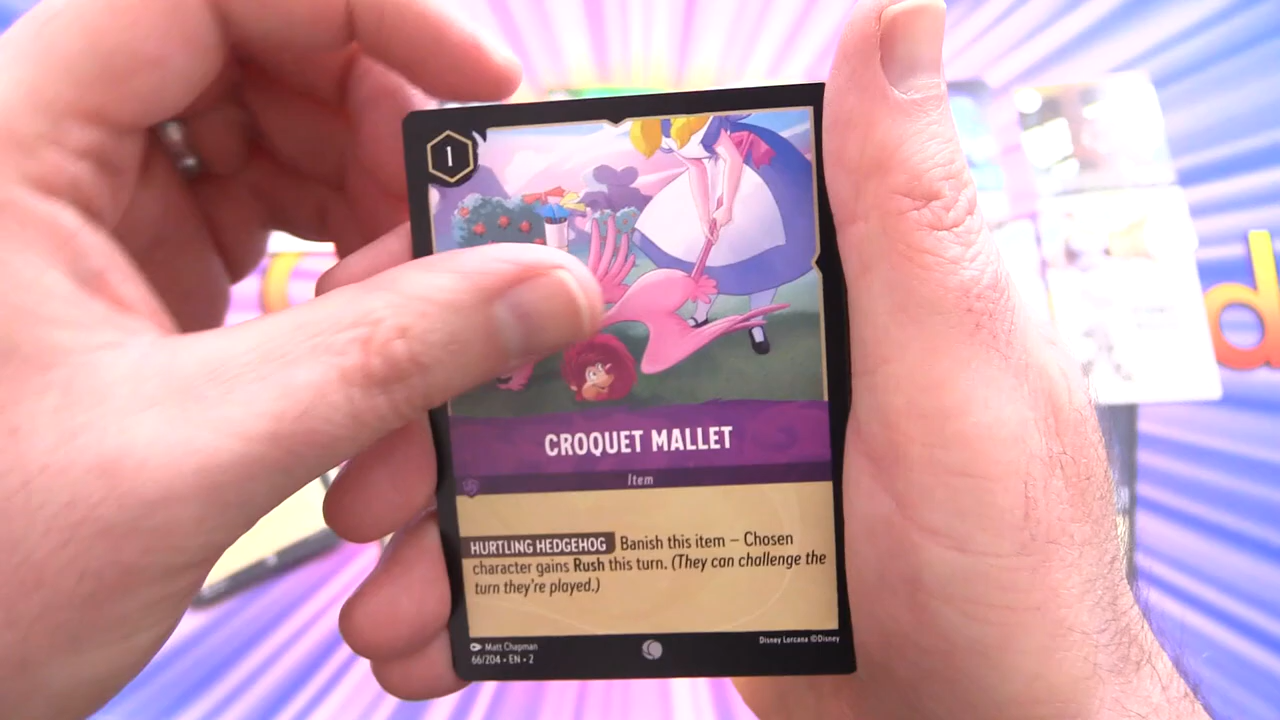 1
CROQUET MALLET
Item
HURTLING HEDGEHOG Banish this item – Chosen
character gains Rush this turn. (They can challenge the
turn they're played.)
Matt Chapman
66/204 • EN • 2
Disney Lorcana ©Disney
d